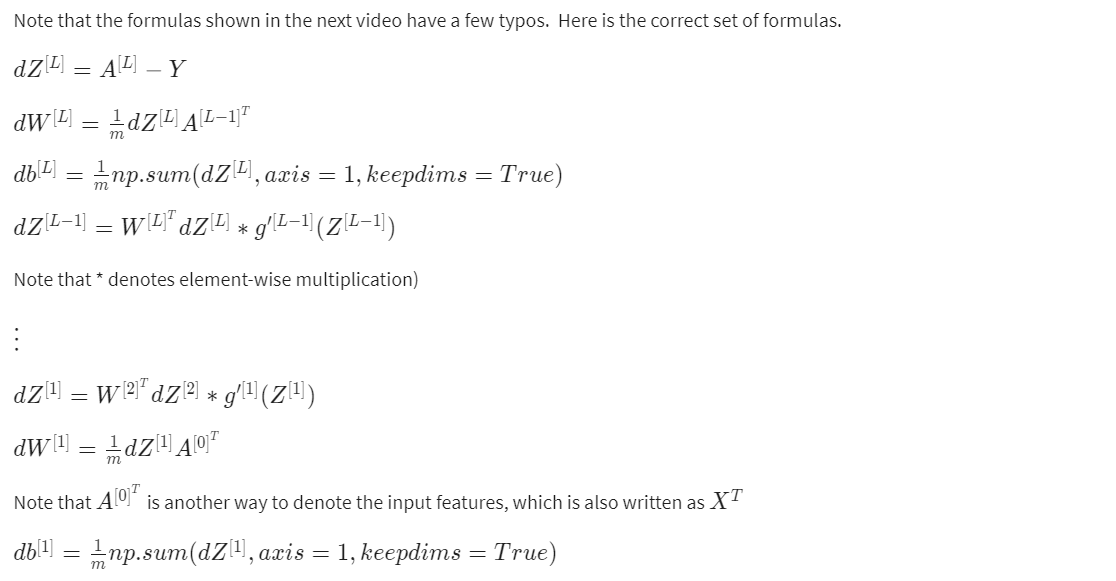 Note that the formulas shown in the next video have a few typos.  Here is the correct set of formulas.
$dZ^{[L]} = A^{[L]} - Y$
$dW^{[L]} = \frac{1}{m} dZ^{[L]} A^{[L-1]^T}$
$db^{[L]} = \frac{1}{m} np.sum(dZ^{[L]}, axis = 1, keepdims = True)$
$dZ^{[L-1]} = W^{[L]^T} dZ^{[L]} * g'^{[L-1]}(Z^{[L-1]})$
Note that * denotes element-wise multiplication)
⋮
$dZ^{[1]} = W^{[2]^T} dZ^{[2]} * g'^{[1]}(Z^{[1]})$
$dW^{[1]} = \frac{1}{m} dZ^{[1]} A^{[0]^T}$
Note that $A^{[0]^T}$ is another way to denote the input features, which is also written as $X^T$
$db^{[1]} = \frac{1}{m} np.sum(dZ^{[1]}, axis = 1, keepdims = True)$